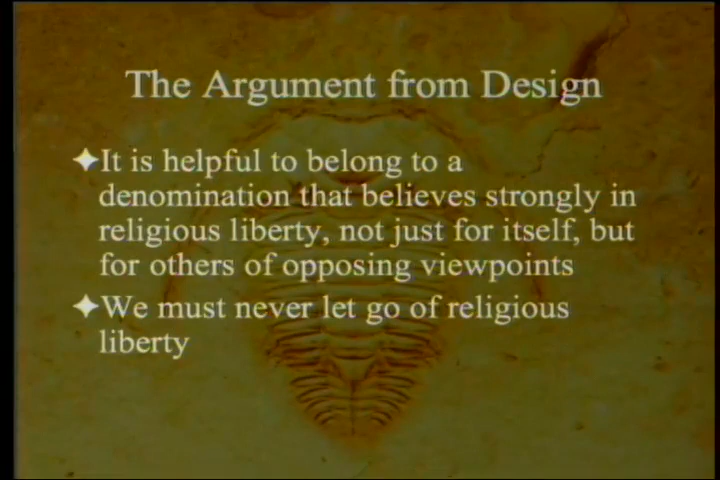 The Argument from Design
✦It is helpful to belong to a
denomination that believes strongly in
religious liberty, not just for itself, but
for others of opposing viewpoints
✦We must never let go of religious
liberty